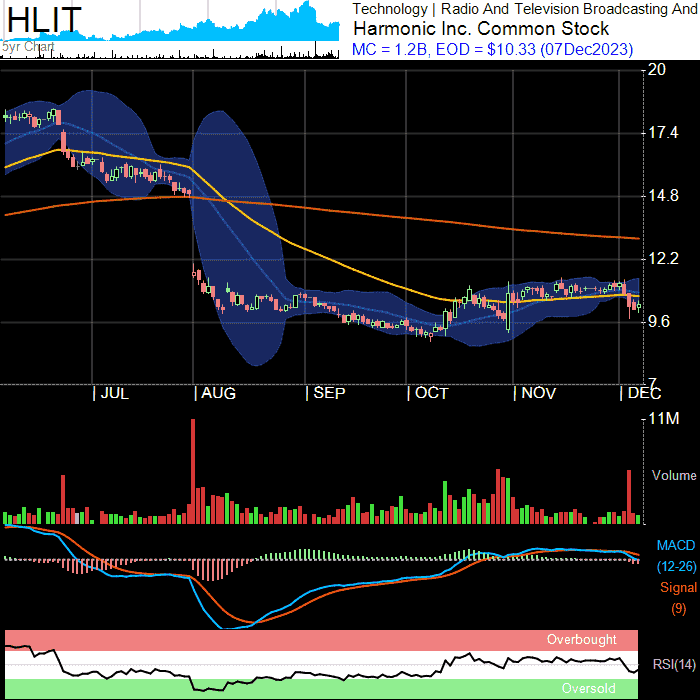 HLIT
5yr Chart
Technology | Radio And Television Broadcasting And
Harmonic Inc. Common Stock
MC = 1.2B, EOD = $10.33 (07Dec2023)
20
17.4
14.8
12.2
9.6
7
| JUL | AUG | SEP | OCT | NOV | DEC
11M
Volume
MACD
(12-26)
Signal
(9)
Overbought
RSI(14)
Oversold